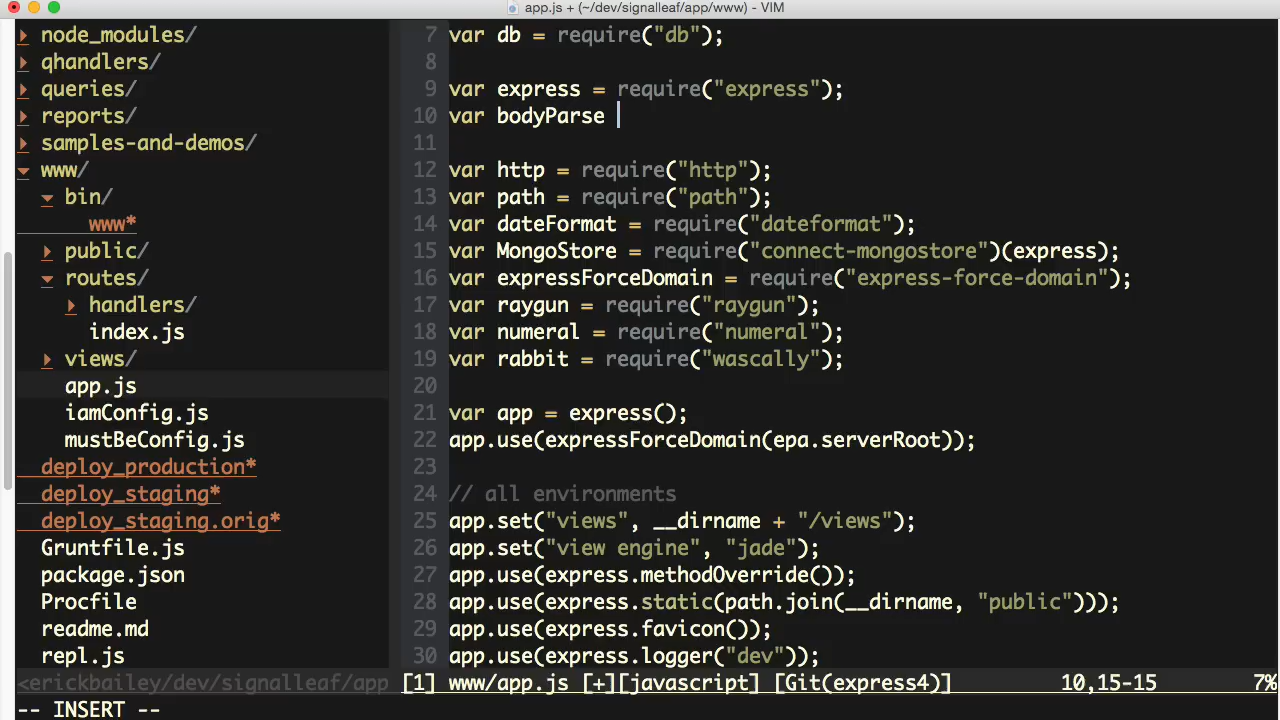 app.js + (~/dev/signalleaf/app/www) - VIM
node_modules/
qhandlers/
queries/
reports/
samples-and-demos/
www/
bin/
www*
public/
routes/
handlers/
index.js
views/
app.js
iamConfig.js
mustBeConfig.js
deploy_production*
deploy_staging*
deploy_staging.orig*
Gruntfile.js
package.json
Procfile
readme.md
repl.js
7 var db = require("db");
8
9 var express = require("express");
10 var bodyParse
11
12 var http = require("http");
13 var path = require("path");
14 var dateFormat = require("dateformat");
15 var MongoStore = require("connect-mongostore")(express);
16 var expressForceDomain = require("express-force-domain");
17 var raygun = require("raygun");
18 var numeral = require("numeral");
19 var rabbit = require("wascally");
20
21 var app = express();
22 app.use(expressForceDomain(epa.serverRoot));
23
24 // all environments
25 app.set("views", __dirname + "/views");
26 app.set("view engine", "jade");
27 app.use(express.methodOverride());
28 app.use(express.static(path.join(__dirname, "public")));
29 app.use(express.favicon());
30 app.use(express.logger("dev"));
<erickbailey/dev/signalleaf/app [1] www/app.js [+][javascript] [Git(express4)] 10,15-15 7%
-- INSERT --